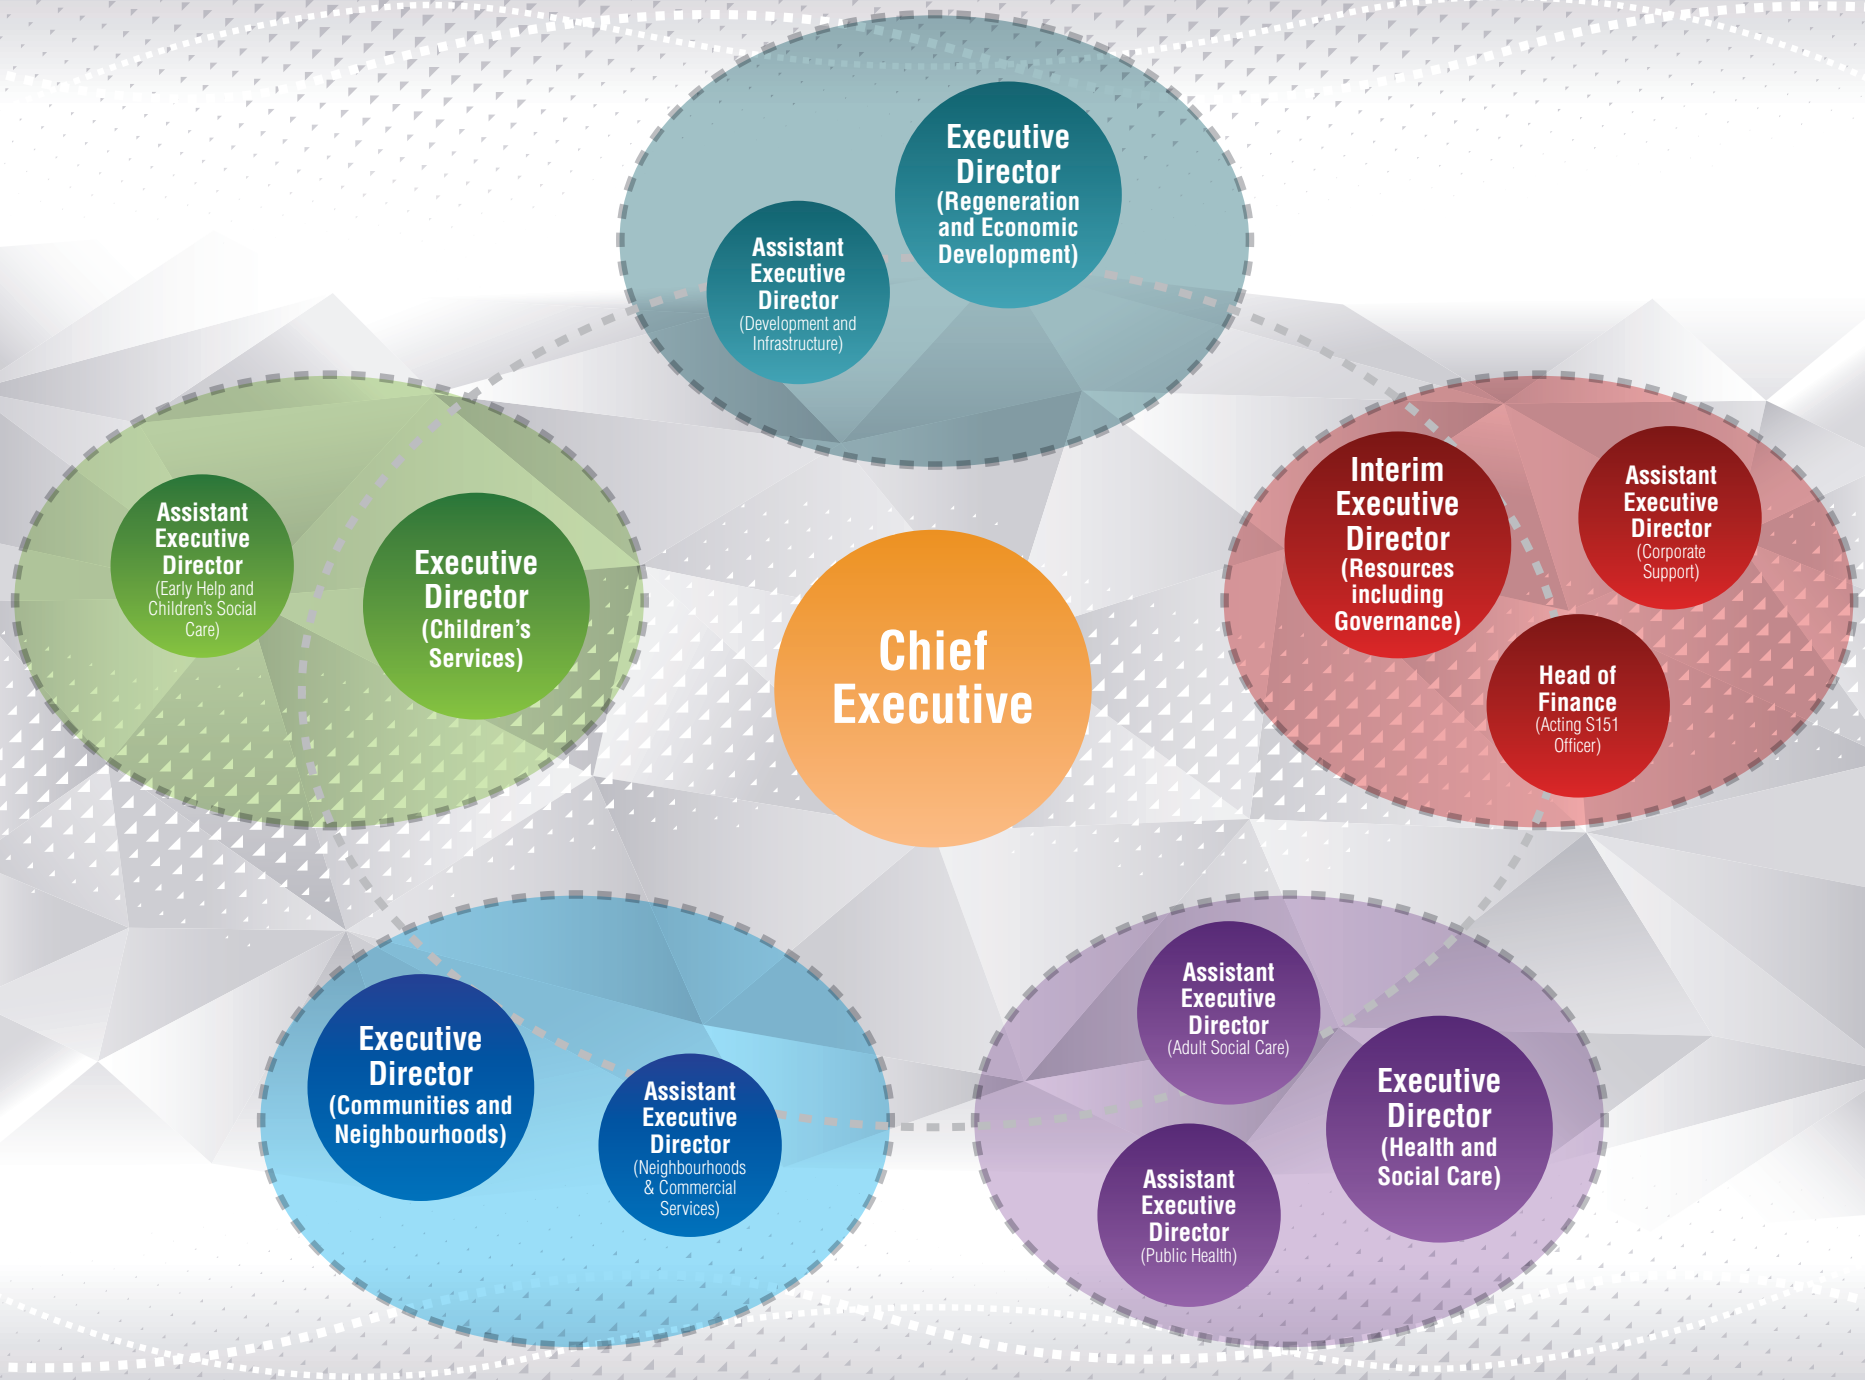 Executive
Director
(Regeneration
and Economic
Development)
Assistant
Executive
Director
(Development and
Infrastructure)
Assistant
Executive
Director
(Early Help and
Children's Social
Care)
Executive
Director
(Children's
Services)
Chief
Executive
Interim
Executive
Director
(Resources
including
Governance)
Assistant
Executive
Director
(Corporate
Support)
Head of
Finance
(Acting S151
Officer)
Executive
Director
(Communities and
Neighbourhoods)
Assistant
Executive
Director
(Neighbourhoods
& Commercial
Services)
Assistant
Executive
Director
(Adult Social Care)
Executive
Director
(Health and
Social Care)
Assistant
Executive
Director
(Public Health)